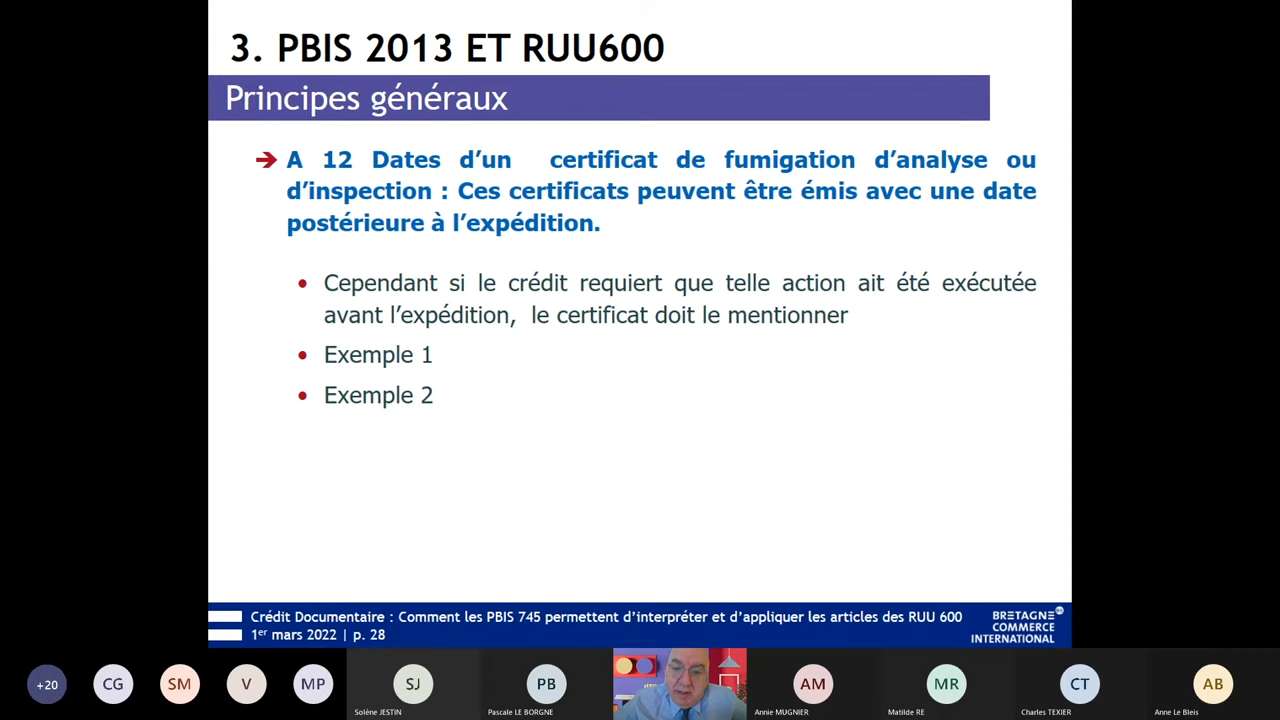 3. PBIS 2013 ET RUU600
Principes généraux
➔ A 12 Dates d’un certificat de fumigation d’analyse ou
d’inspection : Ces certificats peuvent être émis avec une date
postérieure à l’expédition.
• Cependant si le crédit requiert que telle action ait été exécutée
avant l’expédition, le certificat doit le mentionner
• Exemple 1
• Exemple 2
Crédit Documentaire : Comment les PBIS 745 permettent d’interpréter et d’appliquer les articles des RUU 600
1er mars 2022 | p. 28
BRETAGNE
COMMERCE
INTERNATIONAL
+20
CG
SM
V
MP
SJ
Solène JESTIN
PB
Pascale LE BORGNE
AM
Annie MUGNIER
MR
Matilde RE
CT
Charles TEXIER
AB
Anne Le Bleis